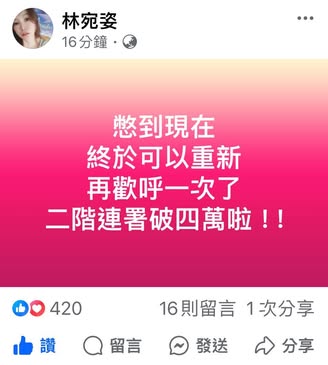 林宛姿
16分鐘·
憋到現在
終於可以重新
再歡呼一次了
二階連署破四萬啦!!
420 16則留言 1次分享
讚 留言 發送 分享